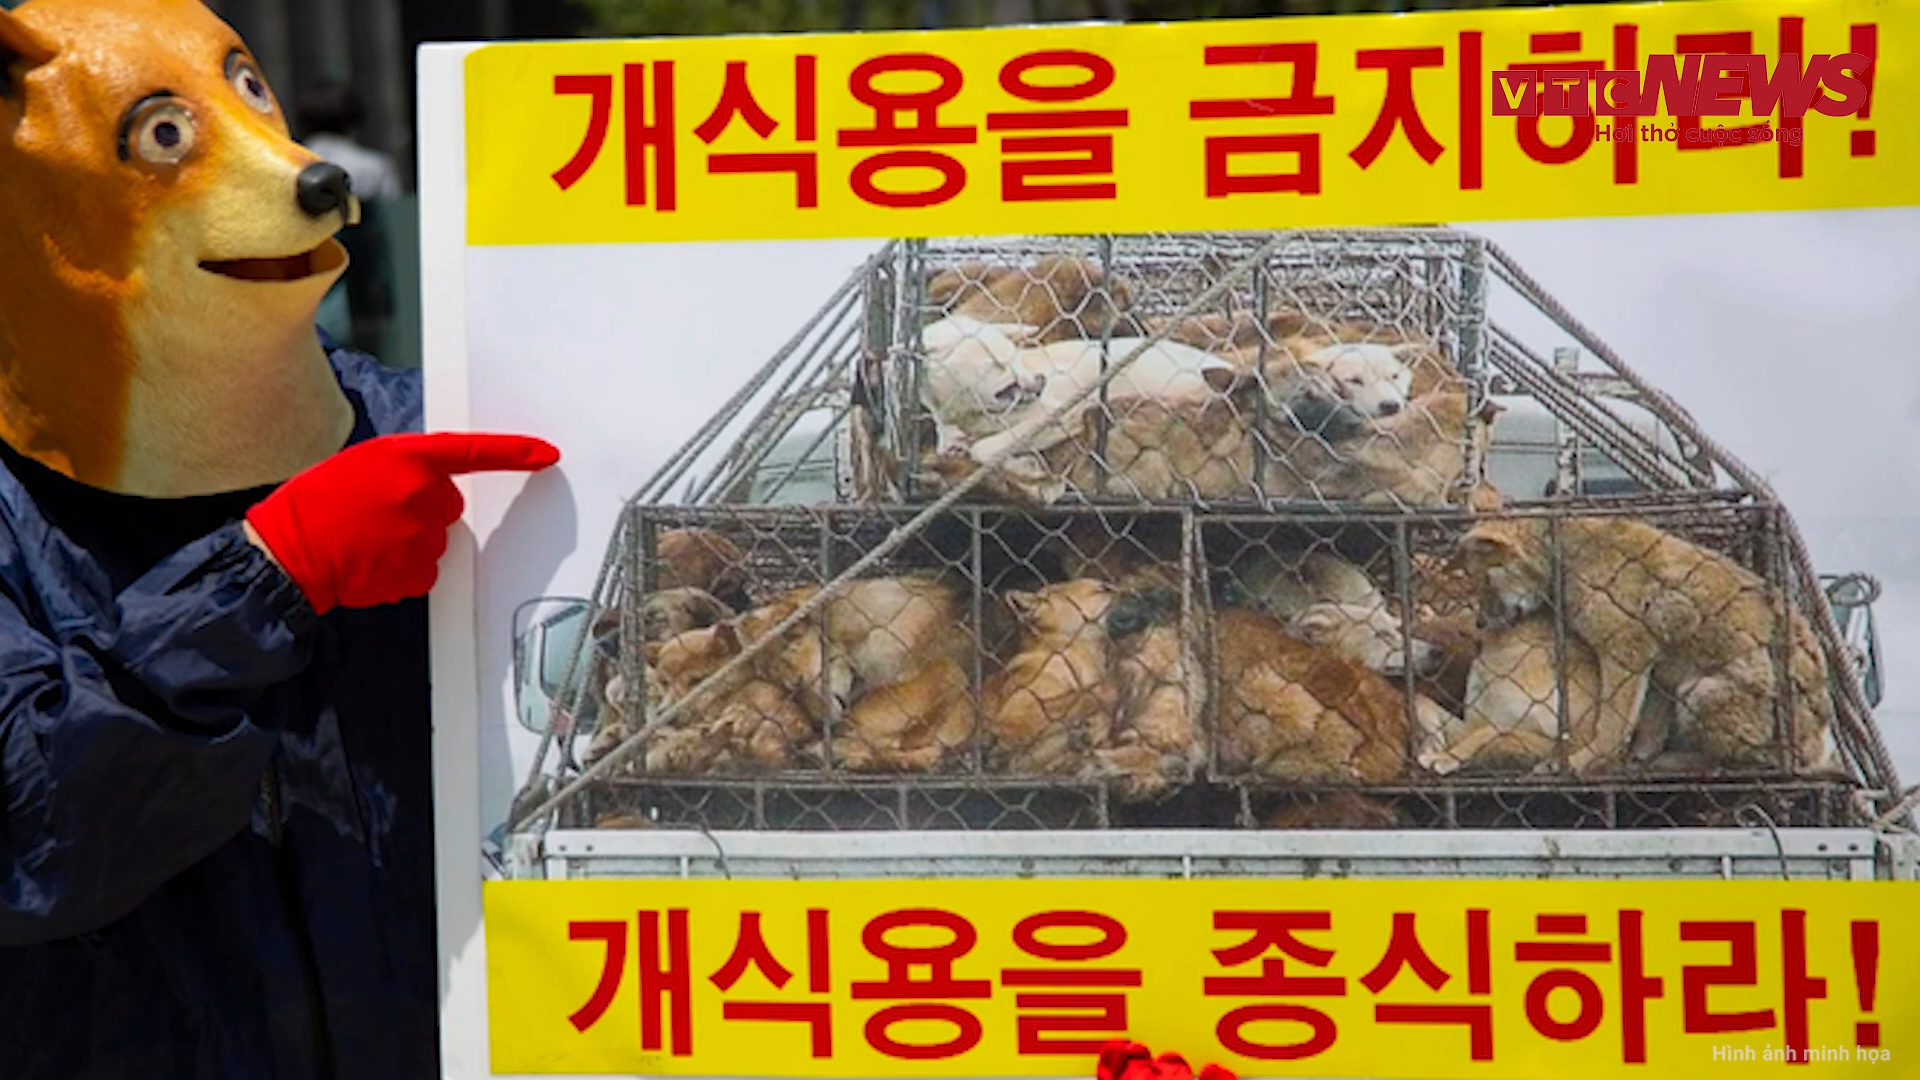 개식용을 금지하라!
VTC NEWS
Hơi thở cuộc sống
개식용을 종식하라!
Hình ảnh minh họa